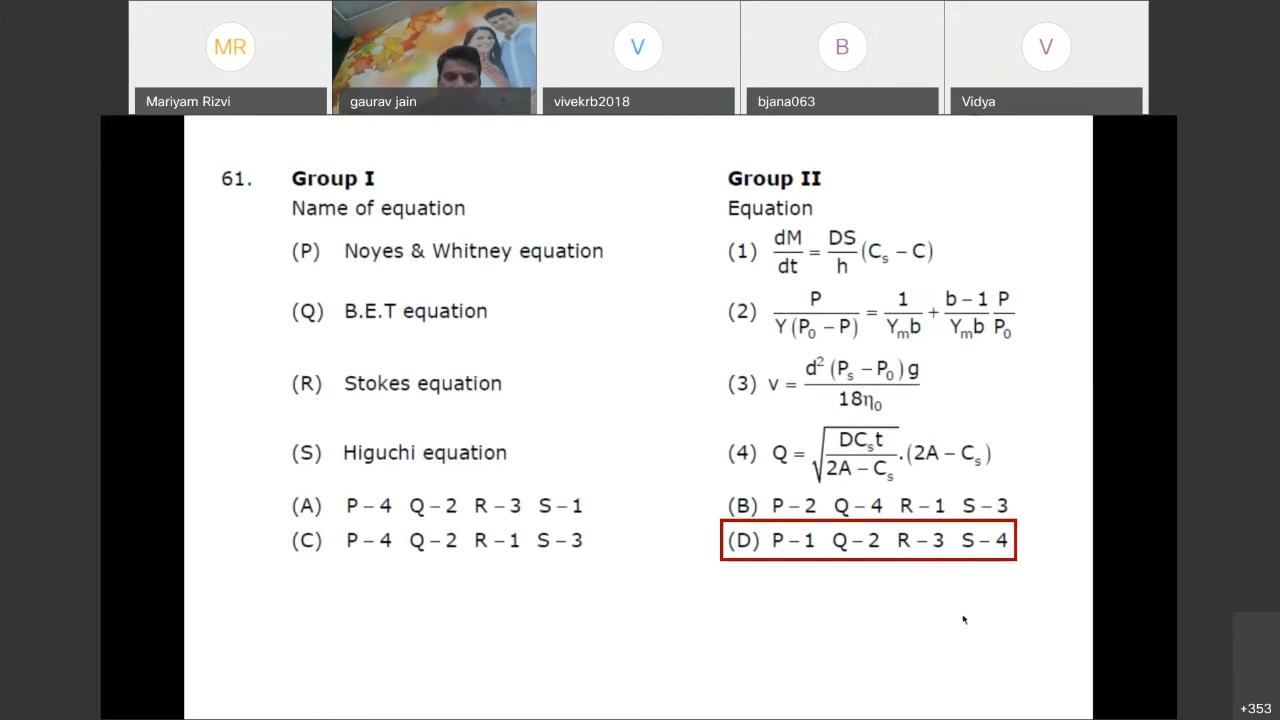 MR
V
B
V
Mariyam Rizvi
gaurav jain
vivekrb2018
bjana063
Vidya
61. Group I Group II
Name of equation Equation
(P) Noyes & Whitney equation (1) dM/dt = DS/h (Cₛ − C)
(Q) B.E.T equation (2) P/Y(P₀ − P) = 1/Yₘb + b − 1/Yₘb P/P₀
(R) Stokes equation (3) v = d² (Pₛ − P₀) g/18η₀
(S) Higuchi equation (4) Q = √DCₛt/2A − Cₛ . (2A − Cₛ)
(A) P – 4 Q – 2 R – 3 S – 1 (B) P – 2 Q – 4 R – 1 S – 3
(C) P – 4 Q – 2 R – 1 S – 3 (D) P – 1 Q – 2 R – 3 S – 4
+353